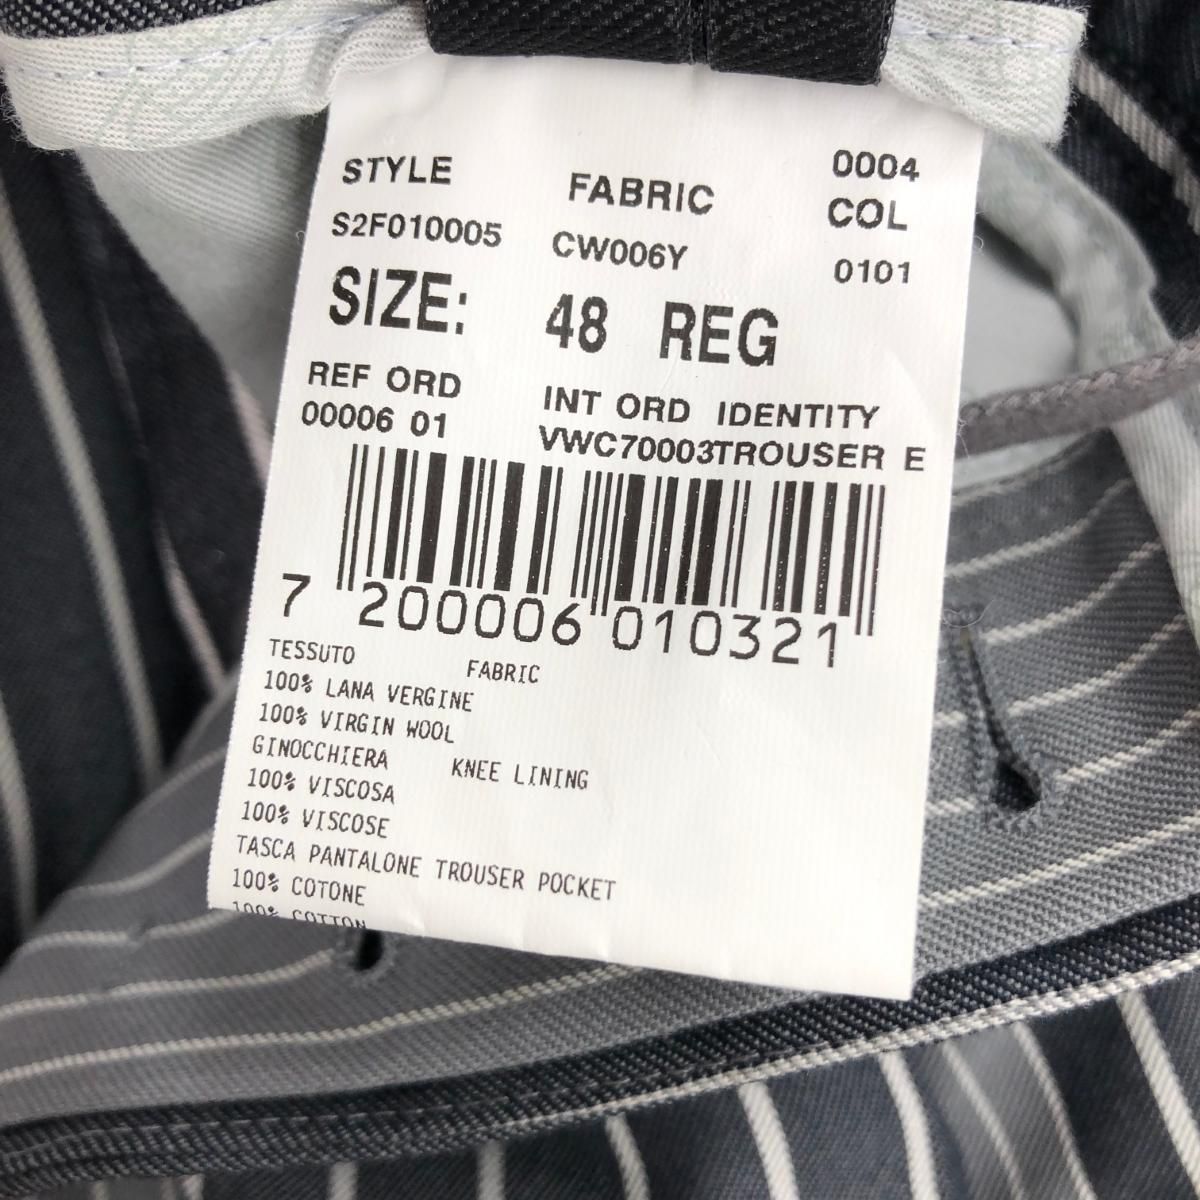 STYLE FABRIC 0004
COL
S2F010005 CW006Y 0101
SIZE: 48 REG
REF ORD INT ORD IDENTITY
00006 01 VWC70003TROUSER E
7 200006 010321
TESSUTO FABRIC
100% LANA VERGINE
100% VIRGIN WOOL
GINOCCHIERA KNEE LINING
100% VISCOSA
100% VISCOSE
TASCA PANTALONE TROUSER POCKET
100% COTONE
100% COTTON